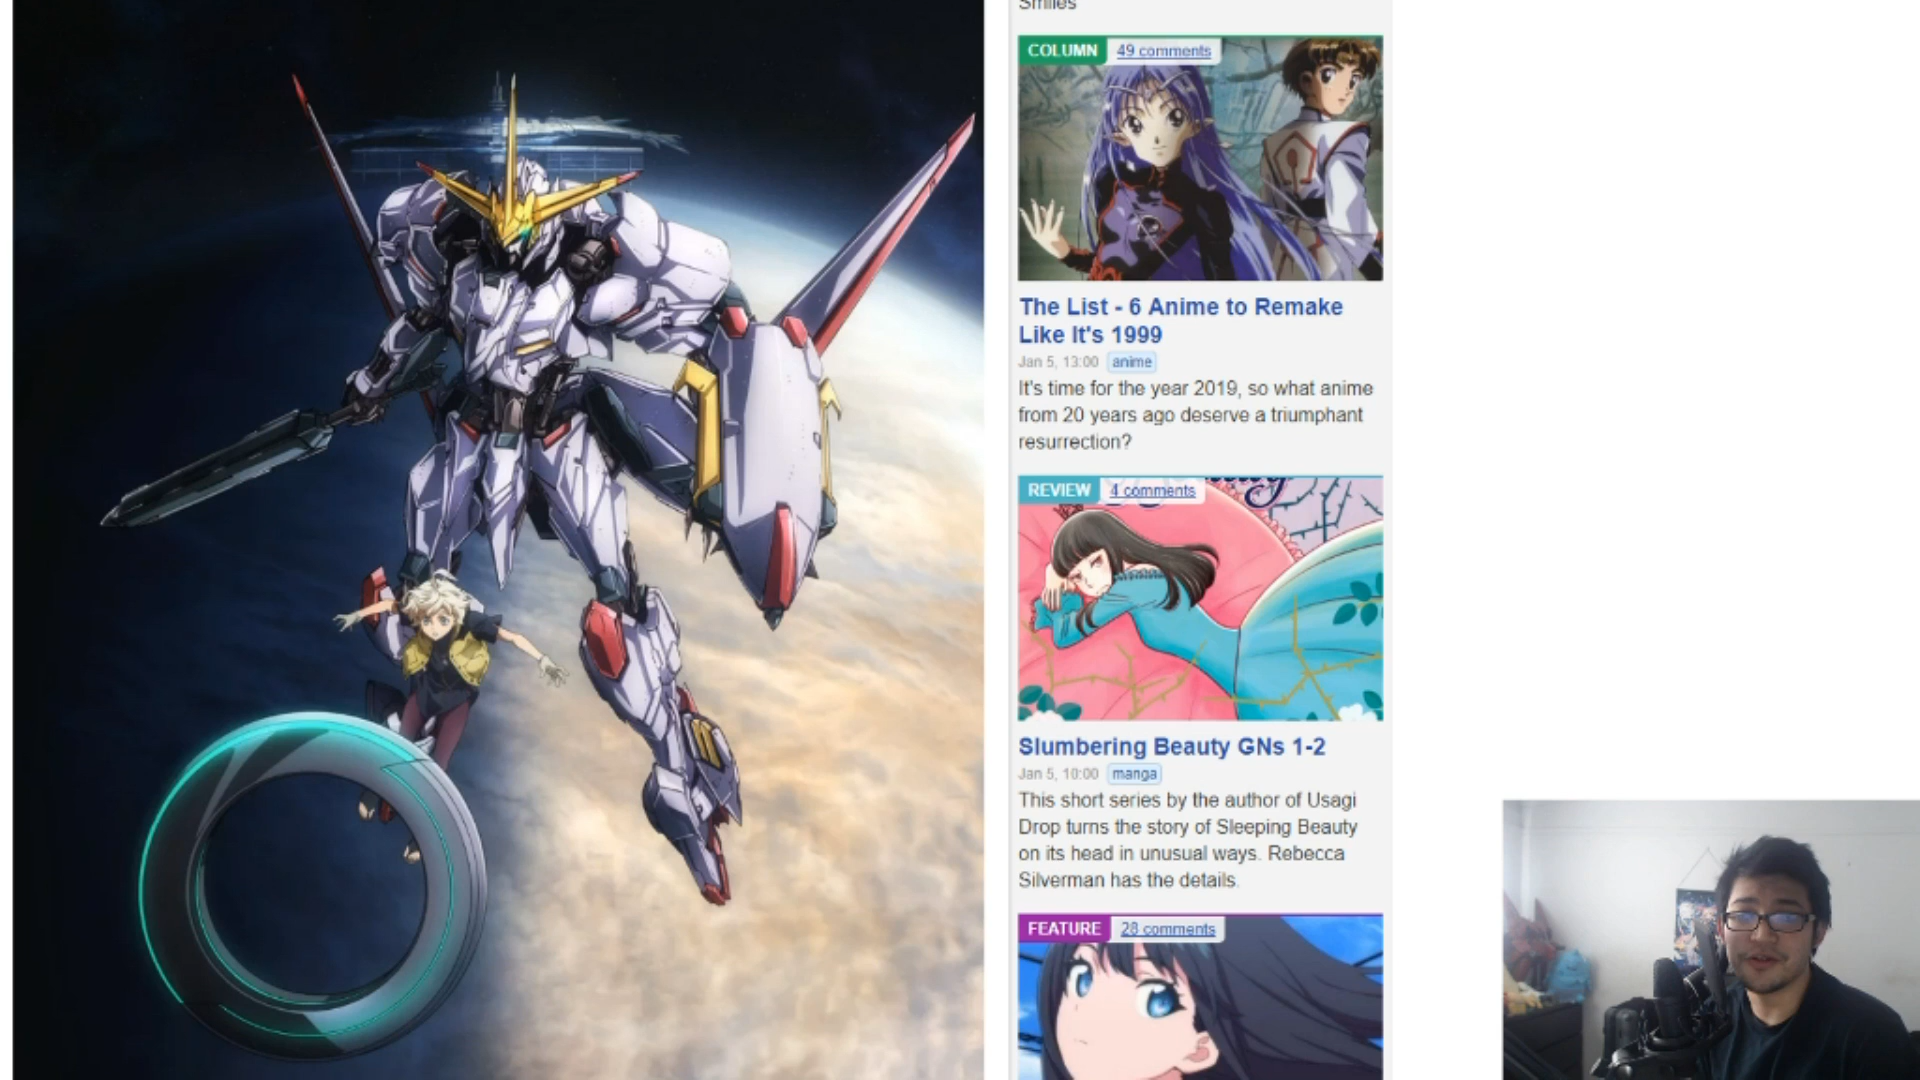 Smiles
COLUMN 49 comments
The List - 6 Anime to Remake
Like It's 1999
Jan 5, 13:00 anime
It's time for the year 2019, so what anime
from 20 years ago deserve a triumphant
resurrection?
REVIEW 4 comments
Slumbering Beauty GNs 1-2
Jan 5, 10:00 manga
This short series by the author of Usagi
Drop turns the story of Sleeping Beauty
on its head in unusual ways. Rebecca
Silverman has the details.
FEATURE 28 comments